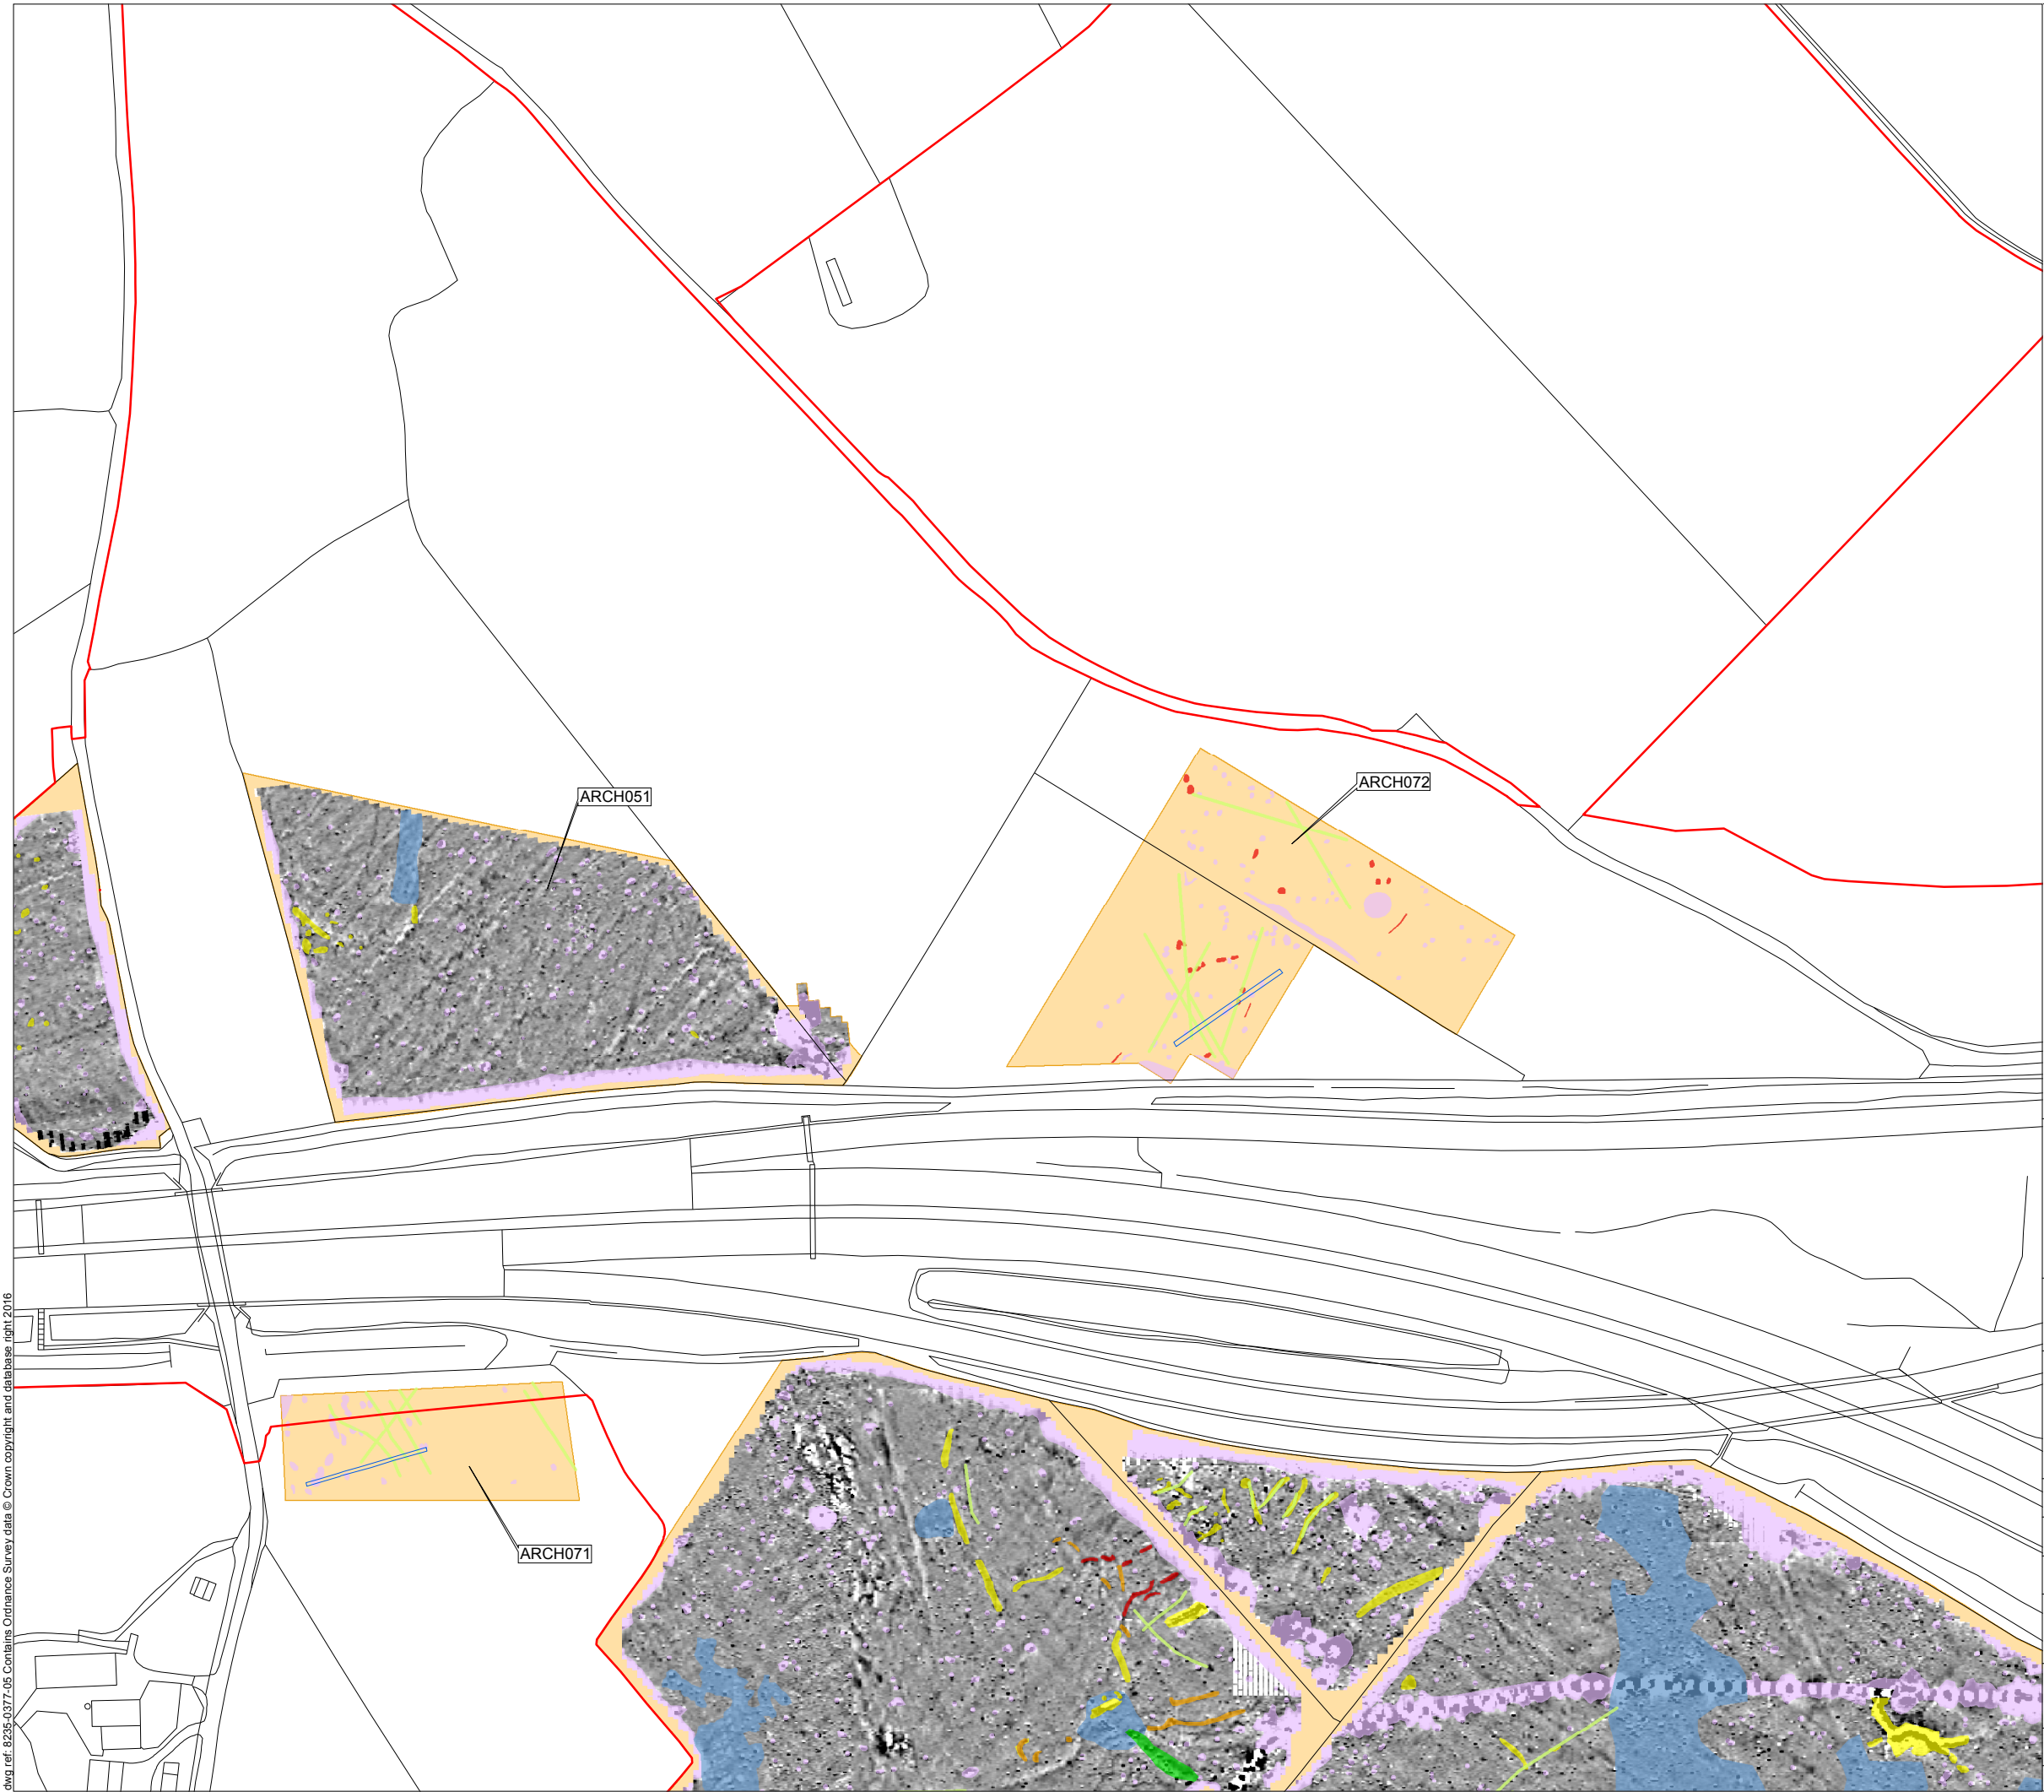 ARCH072
ARCH051
ARCH071
dwg ref: 8235-0377-05 Contains Ordnance Survey data © Crown copyright and database right 2016